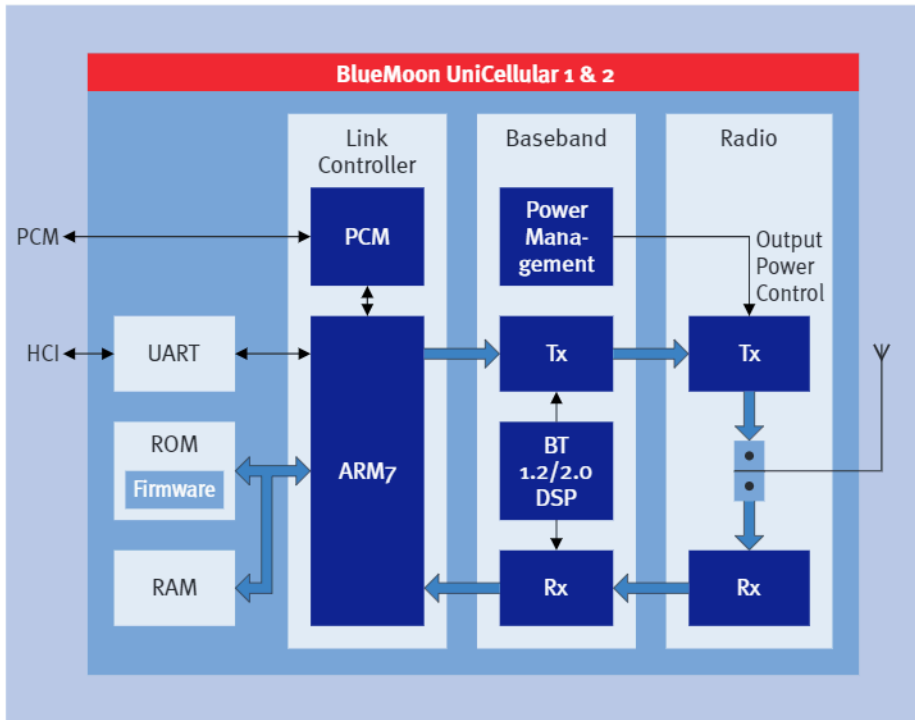 BlueMoon UniCellular 1 & 2
Link
Controller
Baseband
Radio
PCM
PCM
Power
Mana-
gement
Output
Power
Control
HCI
UART
Tx
Tx
ROM
Firmware
ARM7
BT
1.2/2.0
DSP
RAM
Rx
Rx